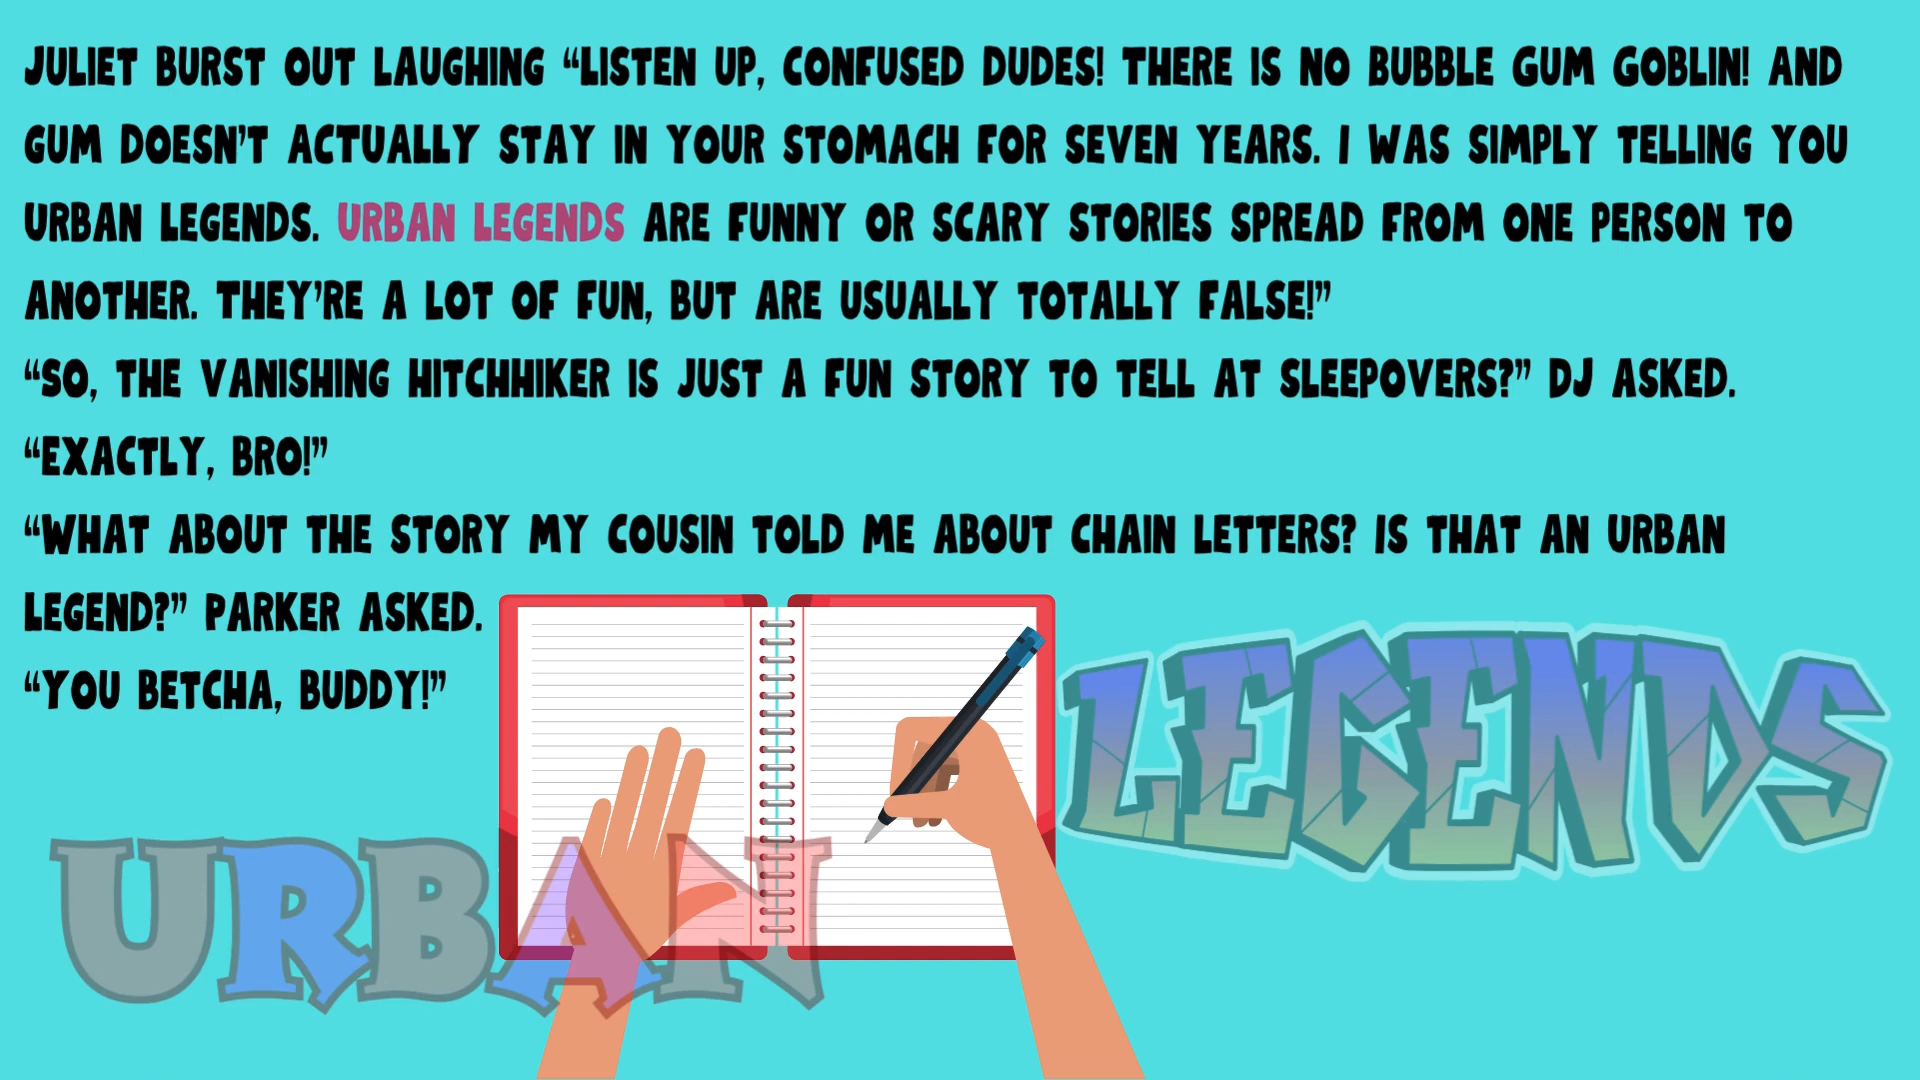 JULIET BURST OUT LAUGHING “LISTEN UP, CONFUSED DUDES! THERE IS NO BUBBLE GUM GOBLIN! AND
GUM DOESN’T ACTUALLY STAY IN YOUR STOMACH FOR SEVEN YEARS. I WAS SIMPLY TELLING YOU
URBAN LEGENDS. URBAN LEGENDS ARE FUNNY OR SCARY STORIES SPREAD FROM ONE PERSON TO
ANOTHER. THEY’RE A LOT OF FUN, BUT ARE USUALLY TOTALLY FALSE!”
“SO, THE VANISHING HITCHHIKER IS JUST A FUN STORY TO TELL AT SLEEPOVERS?” DJ ASKED.
“EXACTLY, BRO!”
“WHAT ABOUT THE STORY MY COUSIN TOLD ME ABOUT CHAIN LETTERS? IS THAT AN URBAN
LEGEND?” PARKER ASKED.
“YOU BETCHA, BUDDY!”
URBAN
LEGENDS